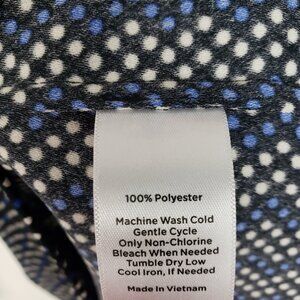 100% Polyester
Machine Wash Cold
Gentle Cycle
Only Non-Chlorine
Bleach When Needed
Tumble Dry Low
Cool Iron, If Needed
Made In Vietnam